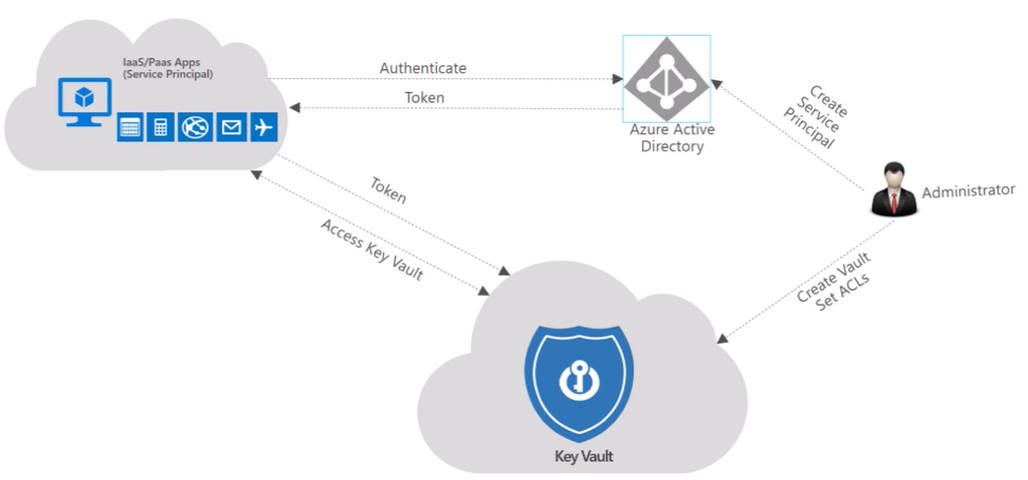 IaaS/Paas Apps
(Service Principal)
Authenticate
Token
Azure Active
Directory
Create
Service
Principal
Administrator
Token
Access Key Vault
Create Vault
Set ACLs
Key Vault